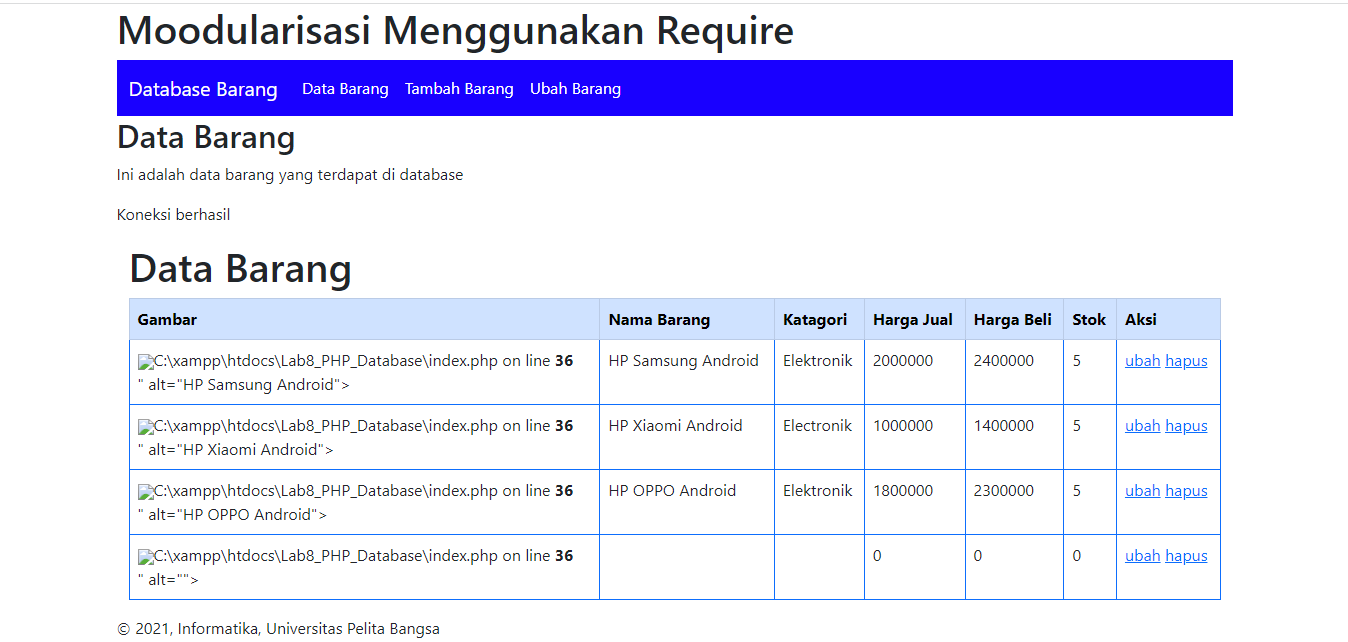 Moodularisasi Menggunakan Require
Database Barang Data Barang Tambah Barang Ubah Barang
Data Barang
Ini adalah data barang yang terdapat di database
Koneksi berhasil
Data Barang
Gambar Nama Barang Katagori Harga Jual Harga Beli Stok Aksi
C:\xampp\htdocs\Lab8_PHP_Database\index.php on line 36 HP Samsung Android Elektronik 2000000 2400000 5 ubah hapus
" alt="HP Samsung Android">
C:\xampp\htdocs\Lab8_PHP_Database\index.php on line 36 HP Xiaomi Android Electronik 1000000 1400000 5 ubah hapus
" alt="HP Xiaomi Android">
C:\xampp\htdocs\Lab8_PHP_Database\index.php on line 36 HP OPPO Android Elektronik 1800000 2300000 5 ubah hapus
" alt="HP OPPO Android">
C:\xampp\htdocs\Lab8_PHP_Database\index.php on line 36 0 0 0 ubah hapus
" alt="">
© 2021, Informatika, Universitas Pelita Bangsa